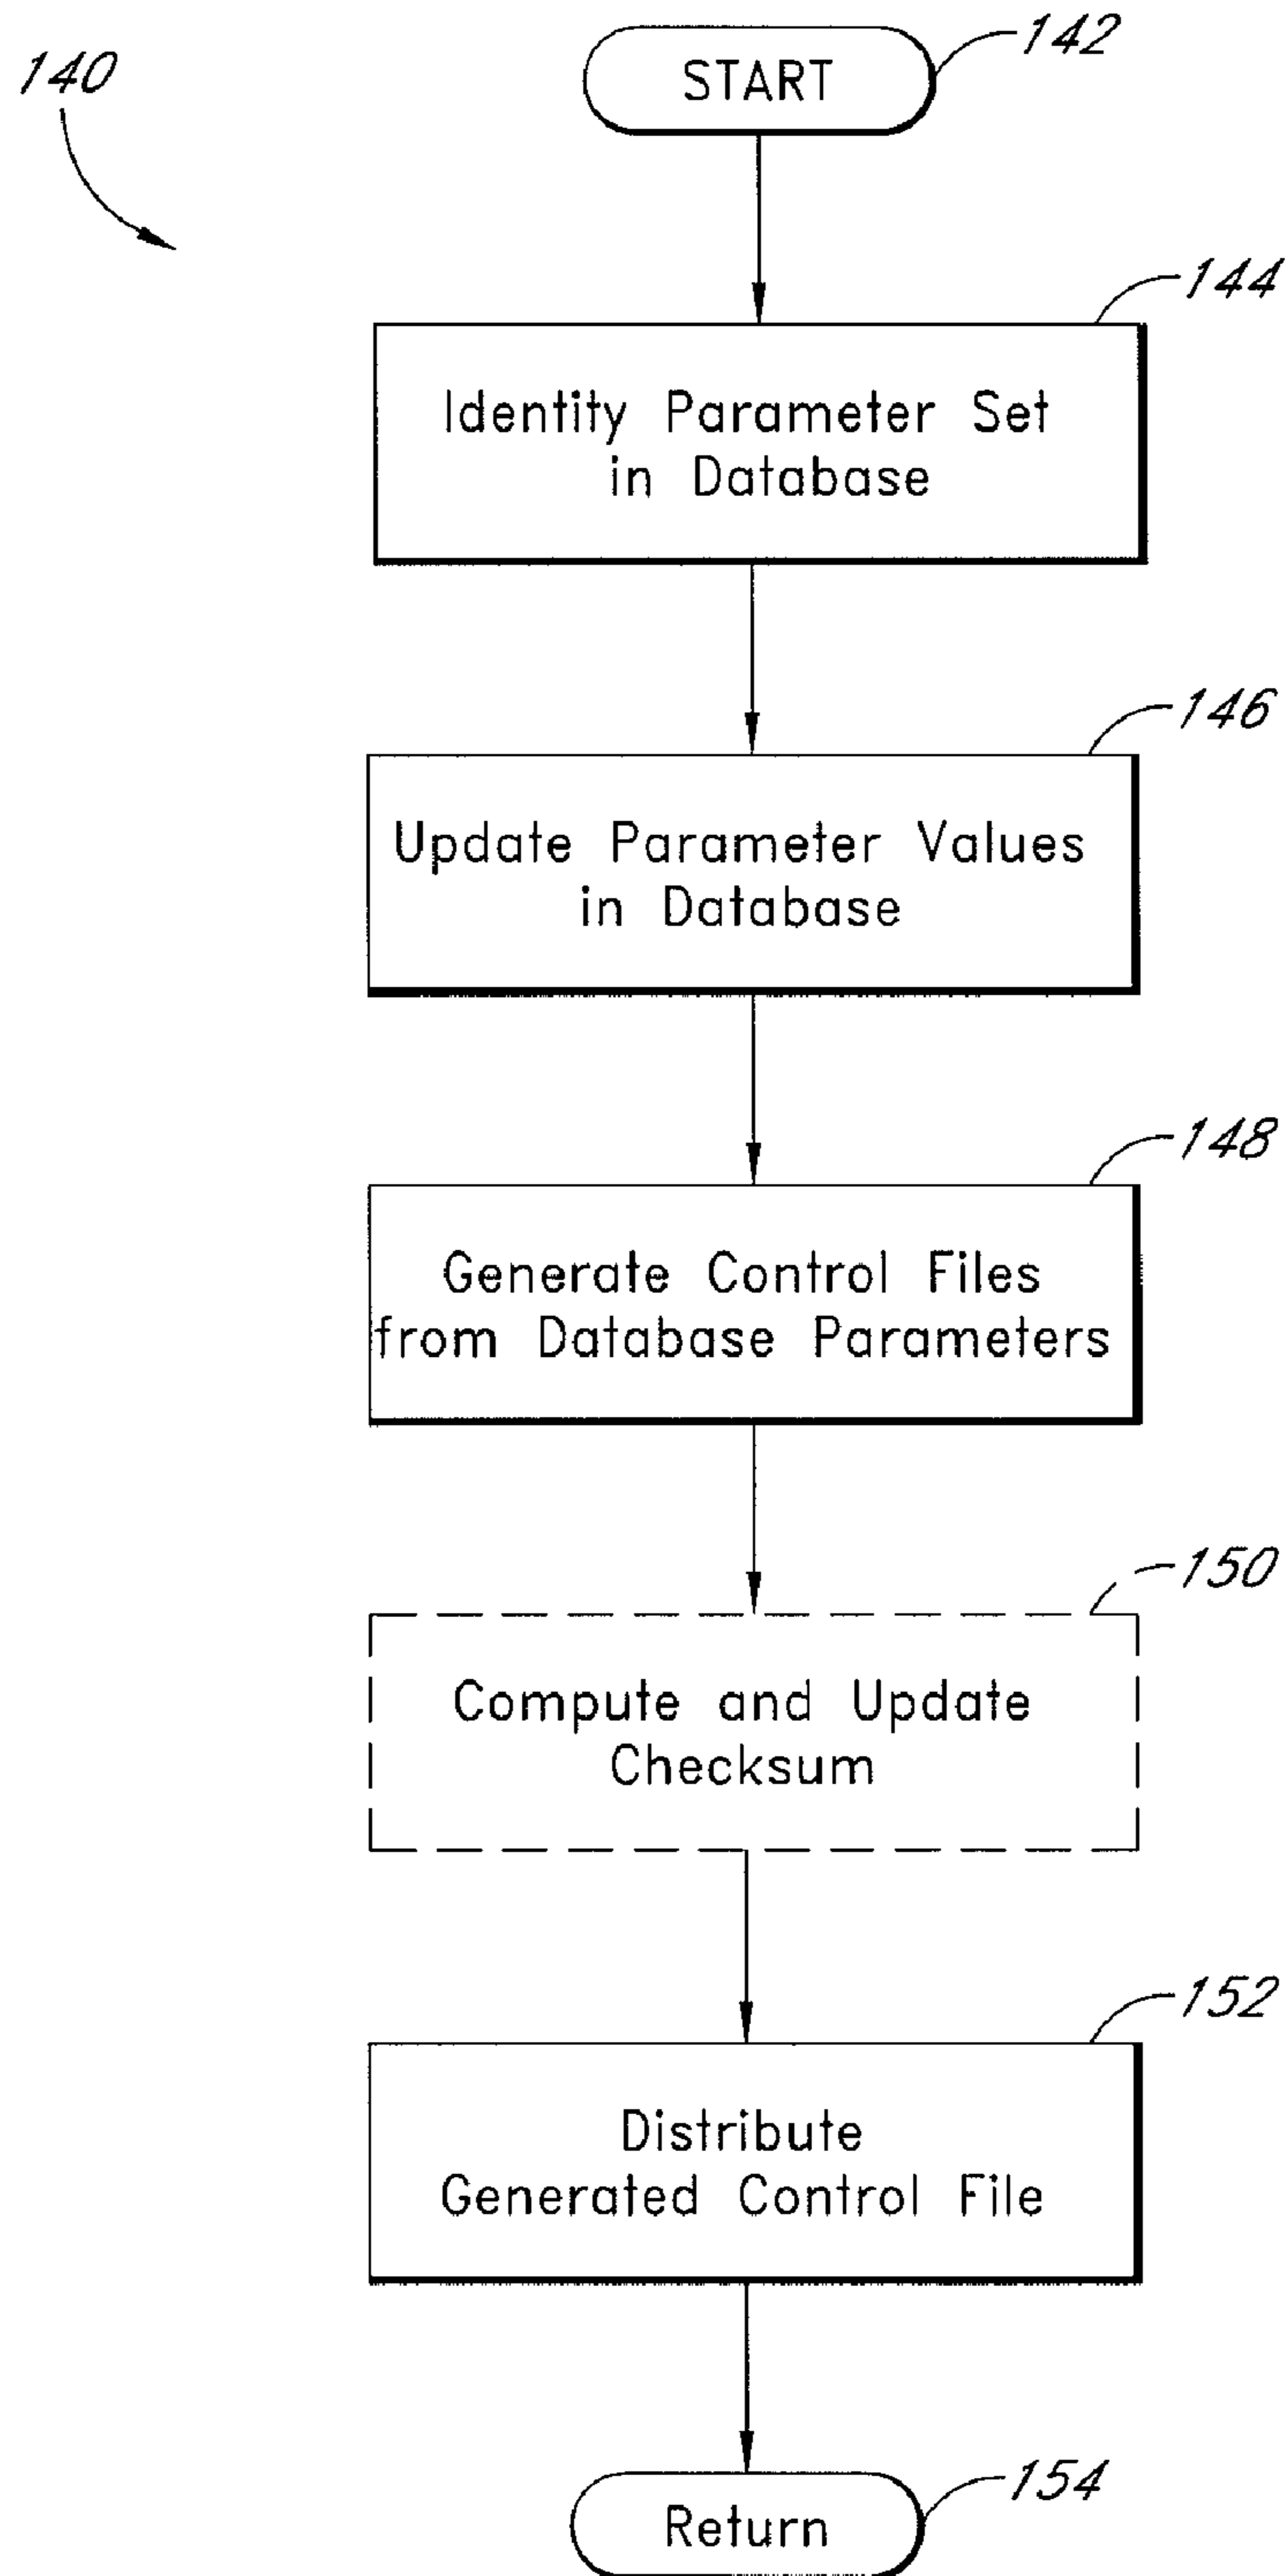 140
START
142
144
Identity Parameter Set
in Database
146
Update Parameter Values
in Database
148
Generate Control Files
from Database Parameters
150
Compute and Update
Checksum
152
Distribute
Generated Control File
154
Return